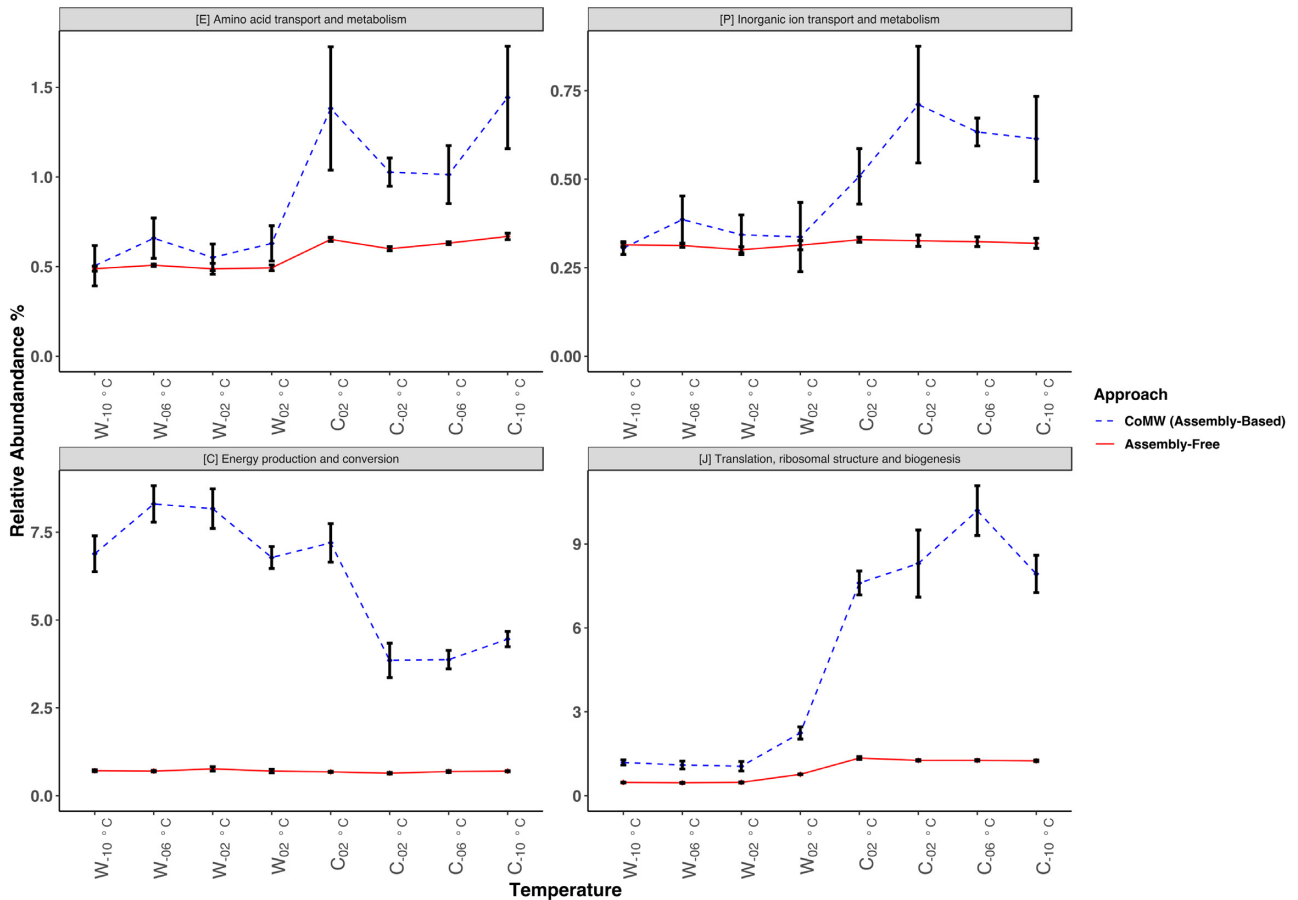 [E] Amino acid transport and metabolism
[P] Inorganic ion transport and metabolism
1.5
1.0
0.5
0.0
0.75
0.50
0.25
0.00
W-10 °C
W-06 °C
W-02 °C
W02 °C
C02 °C
C-02 °C
C-06 °C
C-10 °C
W-10 °C
W-06 °C
W-02 °C
W02 °C
C02 °C
C-02 °C
C-06 °C
C-10 °C
Relative Abundance %
Approach
CoMW (Assembly-Based)
Assembly-Free
[C] Energy production and conversion
[J] Translation, ribosomal structure and biogenesis
7.5
5.0
2.5
0.0
9
6
3
0
W-10 °C
W-06 °C
W-02 °C
W02 °C
C02 °C
C-02 °C
C-06 °C
C-10 °C
W-10 °C
W-06 °C
W-02 °C
W02 °C
C02 °C
C-02 °C
C-06 °C
C-10 °C
Temperature